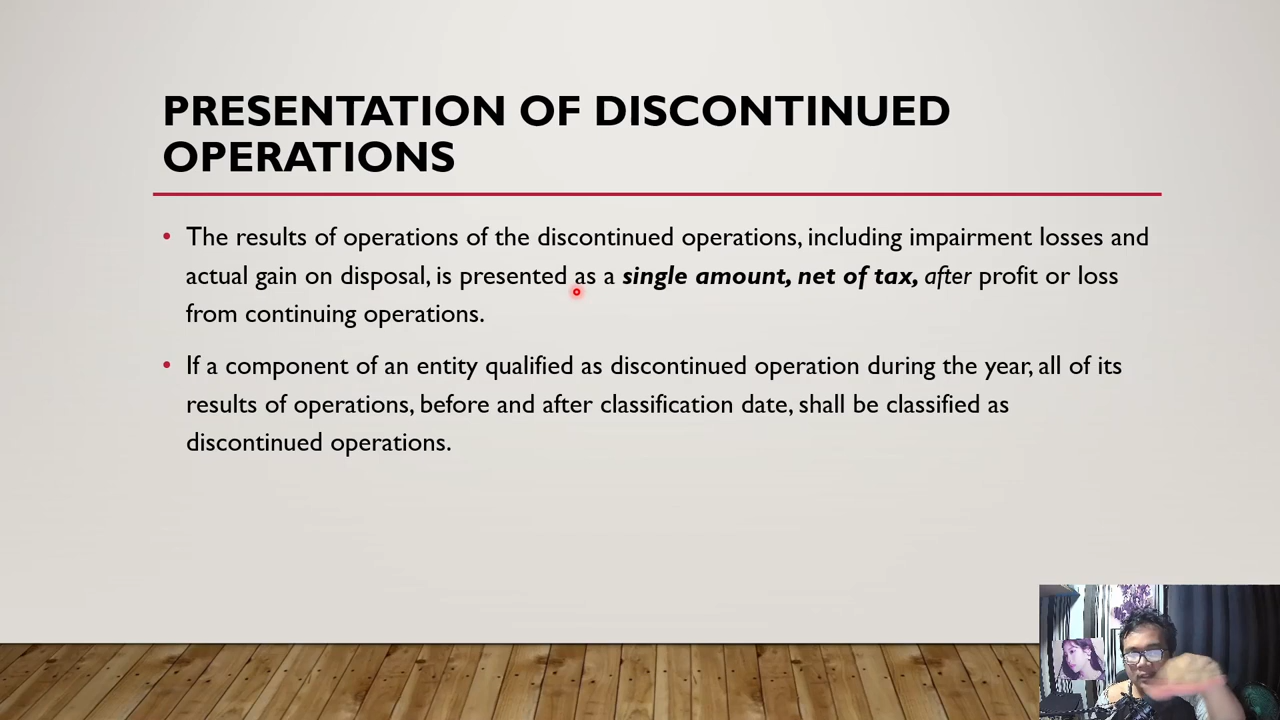 PRESENTATION OF DISCONTINUED
OPERATIONS
• The results of operations of the discontinued operations, including impairment losses and
actual gain on disposal, is presented as a single amount, net of tax, after profit or loss
from continuing operations.
• If a component of an entity qualified as discontinued operation during the year, all of its
results of operations, before and after classification date, shall be classified as
discontinued operations.